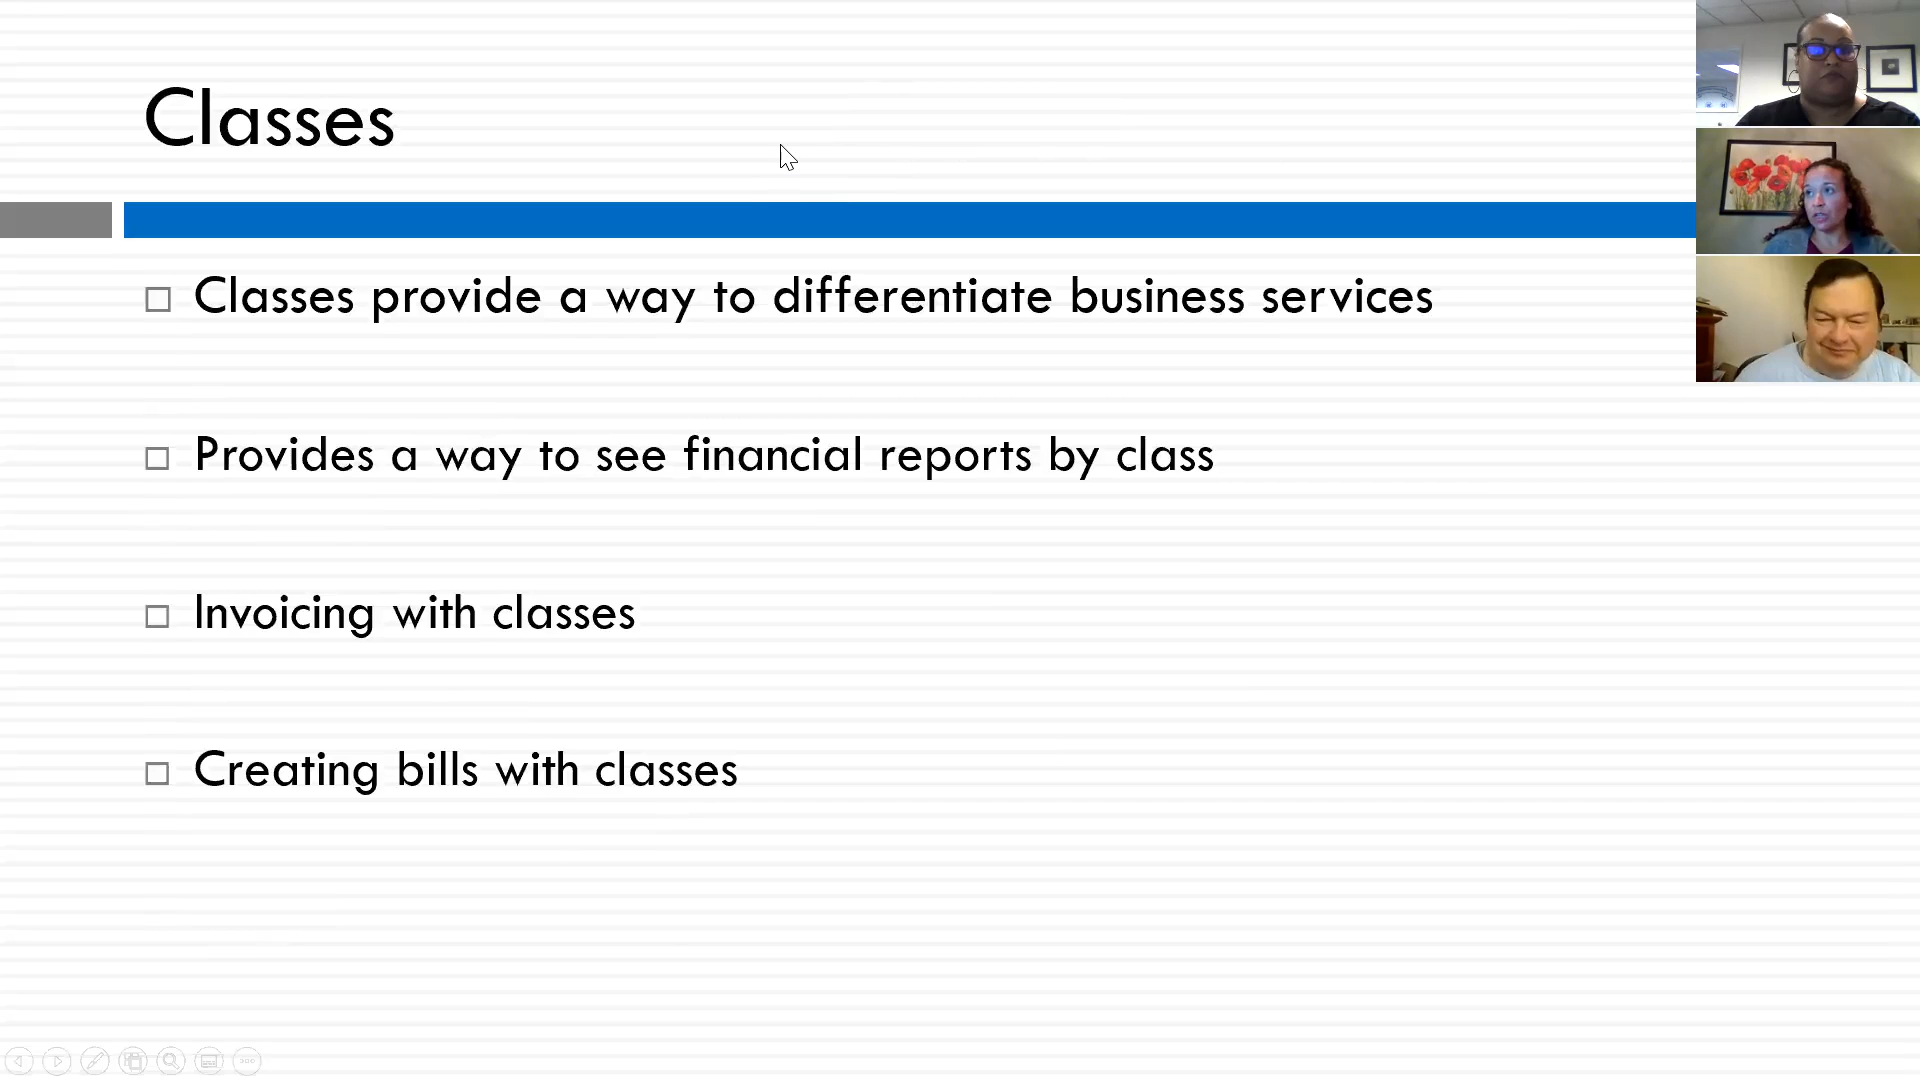 Classes
Classes provide a way to differentiate business services
Provides a way to see financial reports by class
Invoicing with classes
Creating bills with classes